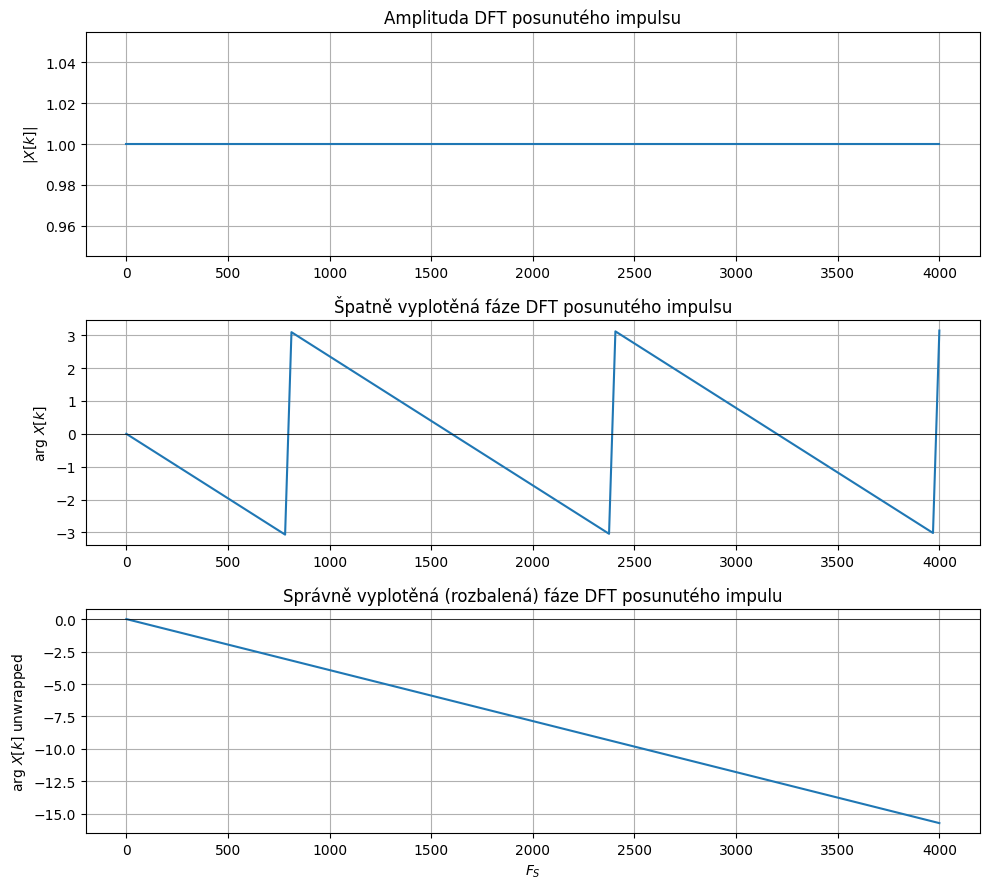 Amplituda DFT posunutého impulsu
|X[k]|
1.04
1.02
1.00
0.98
0.96
0 500 1000 1500 2000 2500 3000 3500 4000
Špatně vyplotěná fáze DFT posunutého impulsu
arg X[k]
3
2
1
0
−1
−2
−3
0 500 1000 1500 2000 2500 3000 3500 4000
Správně vyplotěná (rozbalená) fáze DFT posunutého impulu
arg X[k] unwrapped
0.0
−2.5
−5.0
−7.5
−10.0
−12.5
−15.0
0 500 1000 1500 2000 2500 3000 3500 4000
F_S